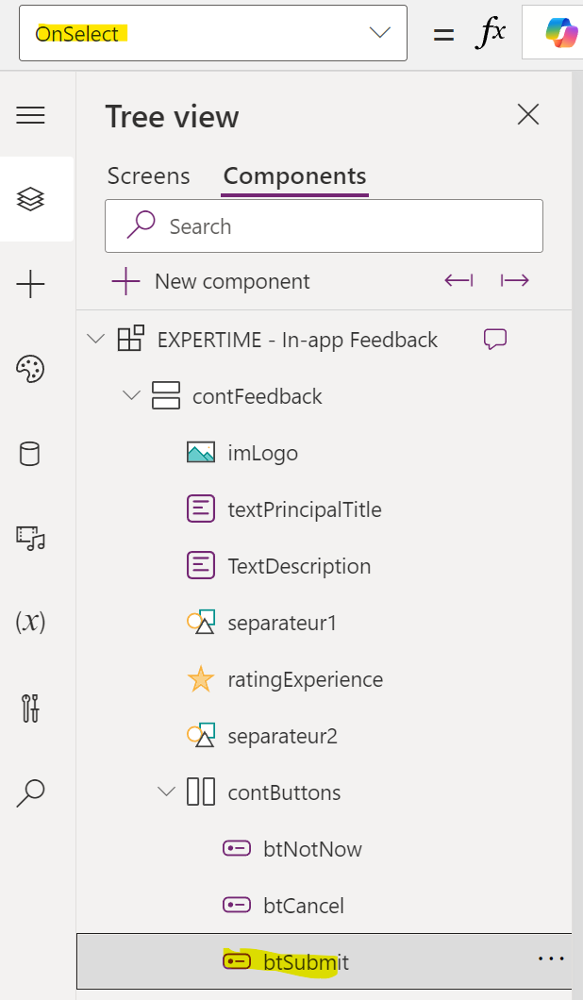 OnSelect = fx
Tree view
Screens Components
Search
New component
EXPERTIME - In-app Feedback
contFeedback
imLogo
textPrincipalTitle
TextDescription
separateur1
ratingExperience
(x)
separateur2
contButtons
btNotNow
btCancel
btSubmit ...